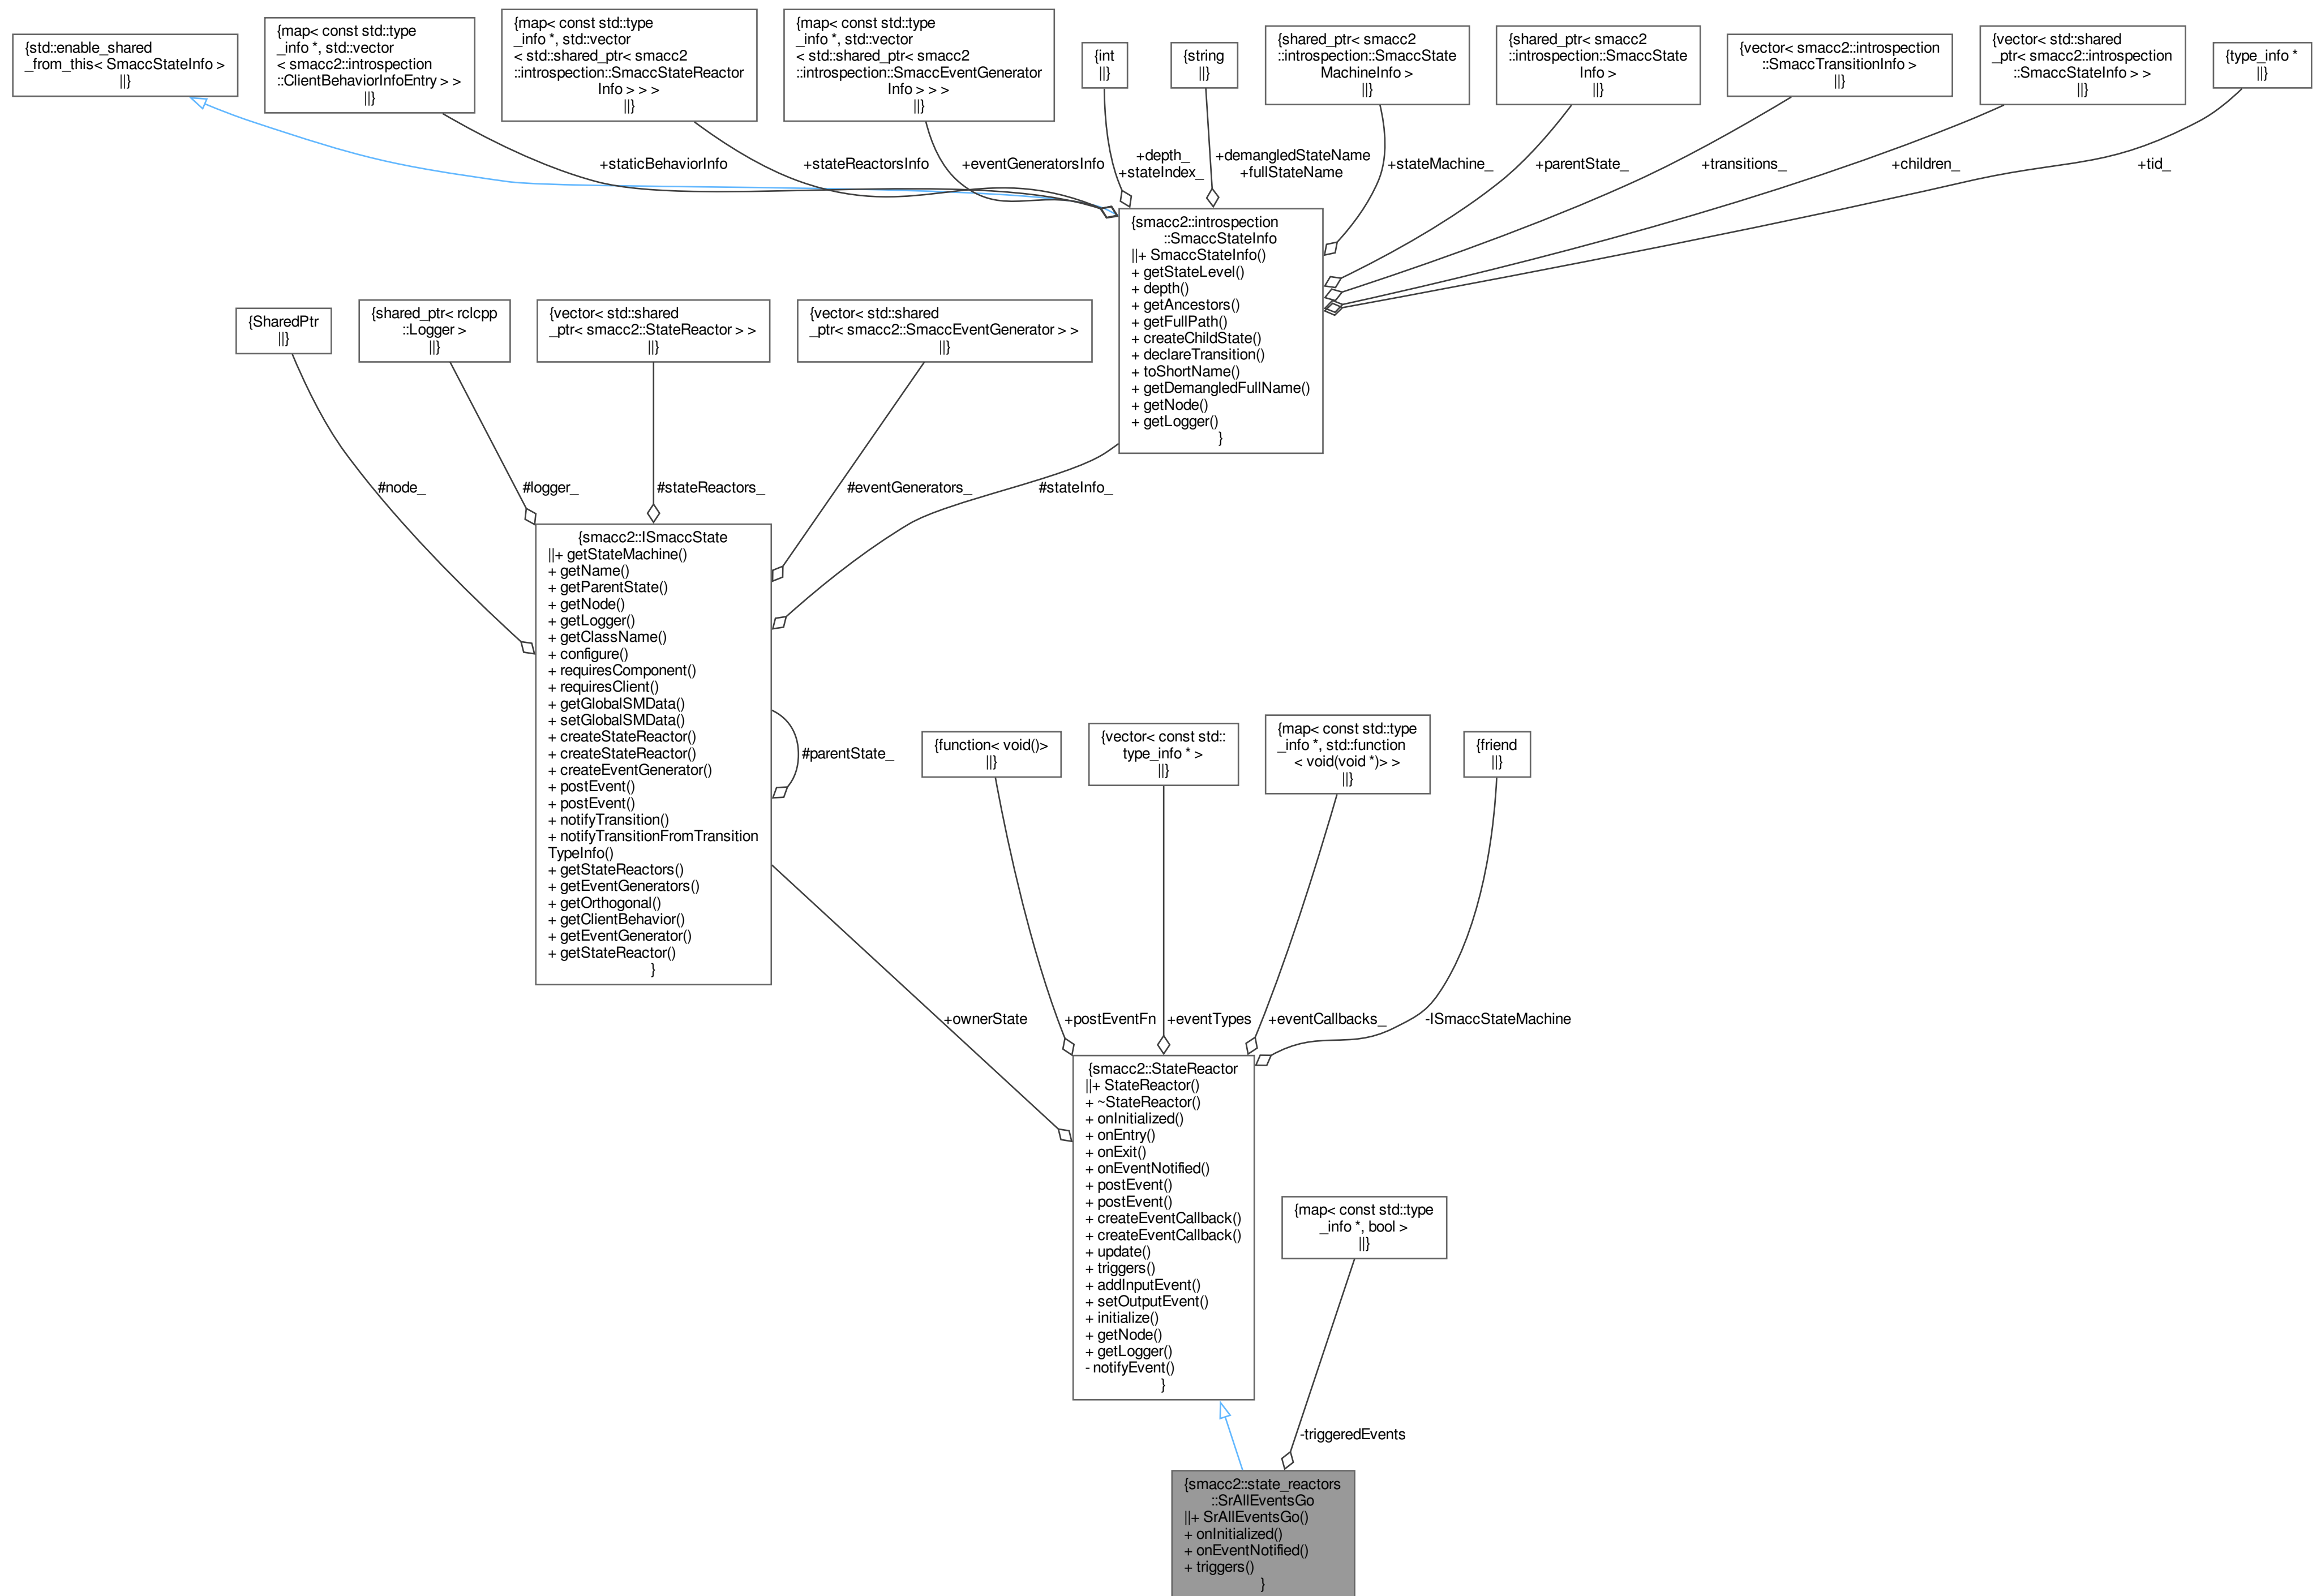 {std::enable_shared
_from_this< SmaccStateInfo >
||}
{map< const std::type
_info *, std::vector
< smacc2::introspection
::ClientBehaviorInfoEntry > >
||}
{map< const std::type
_info *, std::vector
< std::shared_ptr< smacc2
::introspection::SmaccStateReactor
Info > > >
||}
{map< const std::type
_info *, std::vector
< std::shared_ptr< smacc2
::introspection::SmaccEventGenerator
Info > > >
||}
{int
||}
{string
||}
{shared_ptr< smacc2
::introspection::SmaccState
MachineInfo >
||}
{shared_ptr< smacc2
::introspection::SmaccState
Info >
||}
{vector< smacc2::introspection
::SmaccTransitionInfo >
||}
{vector< std::shared
_ptr< smacc2::introspection
::SmaccStateInfo > >
||}
{type_info *
||}
+staticBehaviorInfo
+stateReactorsInfo
+eventGeneratorsInfo
+depth_
+stateIndex_
+demangledStateName
+fullStateName
+stateMachine_
+parentState_
+transitions_
+children_
+tid_
{smacc2::introspection
::SmaccStateInfo
||+ SmaccStateInfo()
+ getStateLevel()
+ depth()
+ getAncestors()
+ getFullPath()
+ createChildState()
+ declareTransition()
+ toShortName()
+ getDemangledFullName()
+ getNode()
+ getLogger()
}
{SharedPtr
||}
{shared_ptr< rclcpp
::Logger >
||}
{vector< std::shared
_ptr< smacc2::StateReactor > >
||}
{vector< std::shared
_ptr< smacc2::SmaccEventGenerator > >
||}
#node_
#logger_
#stateReactors_
#eventGenerators_
#stateInfo_
{smacc2::ISmaccState
||+ getStateMachine()
+ getName()
+ getParentState()
+ getNode()
+ getLogger()
+ getClassName()
+ configure()
+ requiresComponent()
+ requiresClient()
+ getGlobalSMData()
+ setGlobalSMData()
+ createStateReactor()
+ createStateReactor()
+ createEventGenerator()
+ postEvent()
+ postEvent()
+ notifyTransition()
+ notifyTransitionFromTransition
TypeInfo()
+ getStateReactors()
+ getEventGenerators()
+ getOrthogonal()
+ getClientBehavior()
+ getEventGenerator()
+ getStateReactor()
}
#parentState_
{function< void()>
||}
{vector< const std::
type_info * >
||}
{map< const std::type
_info *, std::function
< void(void *)> >
||}
{friend
||}
+ownerState
+postEventFn
+eventTypes
+eventCallbacks_
-ISmaccStateMachine
{smacc2::StateReactor
||+ StateReactor()
+ ~StateReactor()
+ onInitialized()
+ onEntry()
+ onExit()
+ onEventNotified()
+ postEvent()
+ postEvent()
+ createEventCallback()
+ createEventCallback()
+ update()
+ triggers()
+ addInputEvent()
+ setOutputEvent()
+ initialize()
+ getNode()
+ getLogger()
- notifyEvent()
}
{map< const std::type
_info *, bool >
||}
-triggeredEvents
{smacc2::state_reactors
::SrAllEventsGo
||+ SrAllEventsGo()
+ onInitialized()
+ onEventNotified()
+ triggers()
}